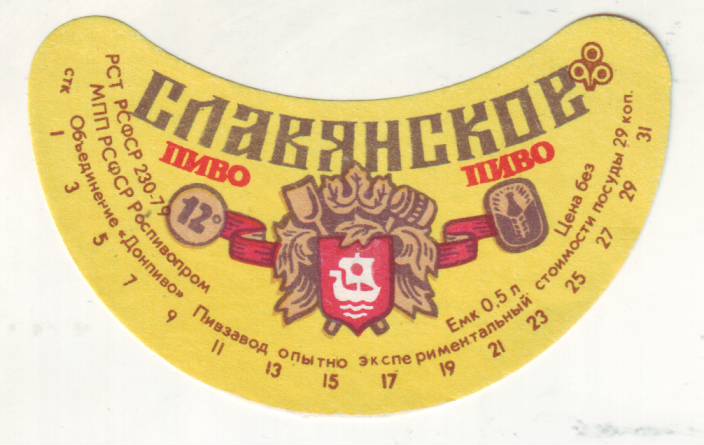 СЛАВЯНСКОЕ
ПИВО
ПИВО
12°
РСТ РСФСР 230-79
МПП РСФСР Роспивопром
Объединение «Донпиво»
Пивзавод опытно экспериментальный
Емк 0,5 л.
Цена без
стоимости посуды 29 коп.
СТК
1 3 5 7 9 11 13 15 17 19 21 23 25 27 29 31